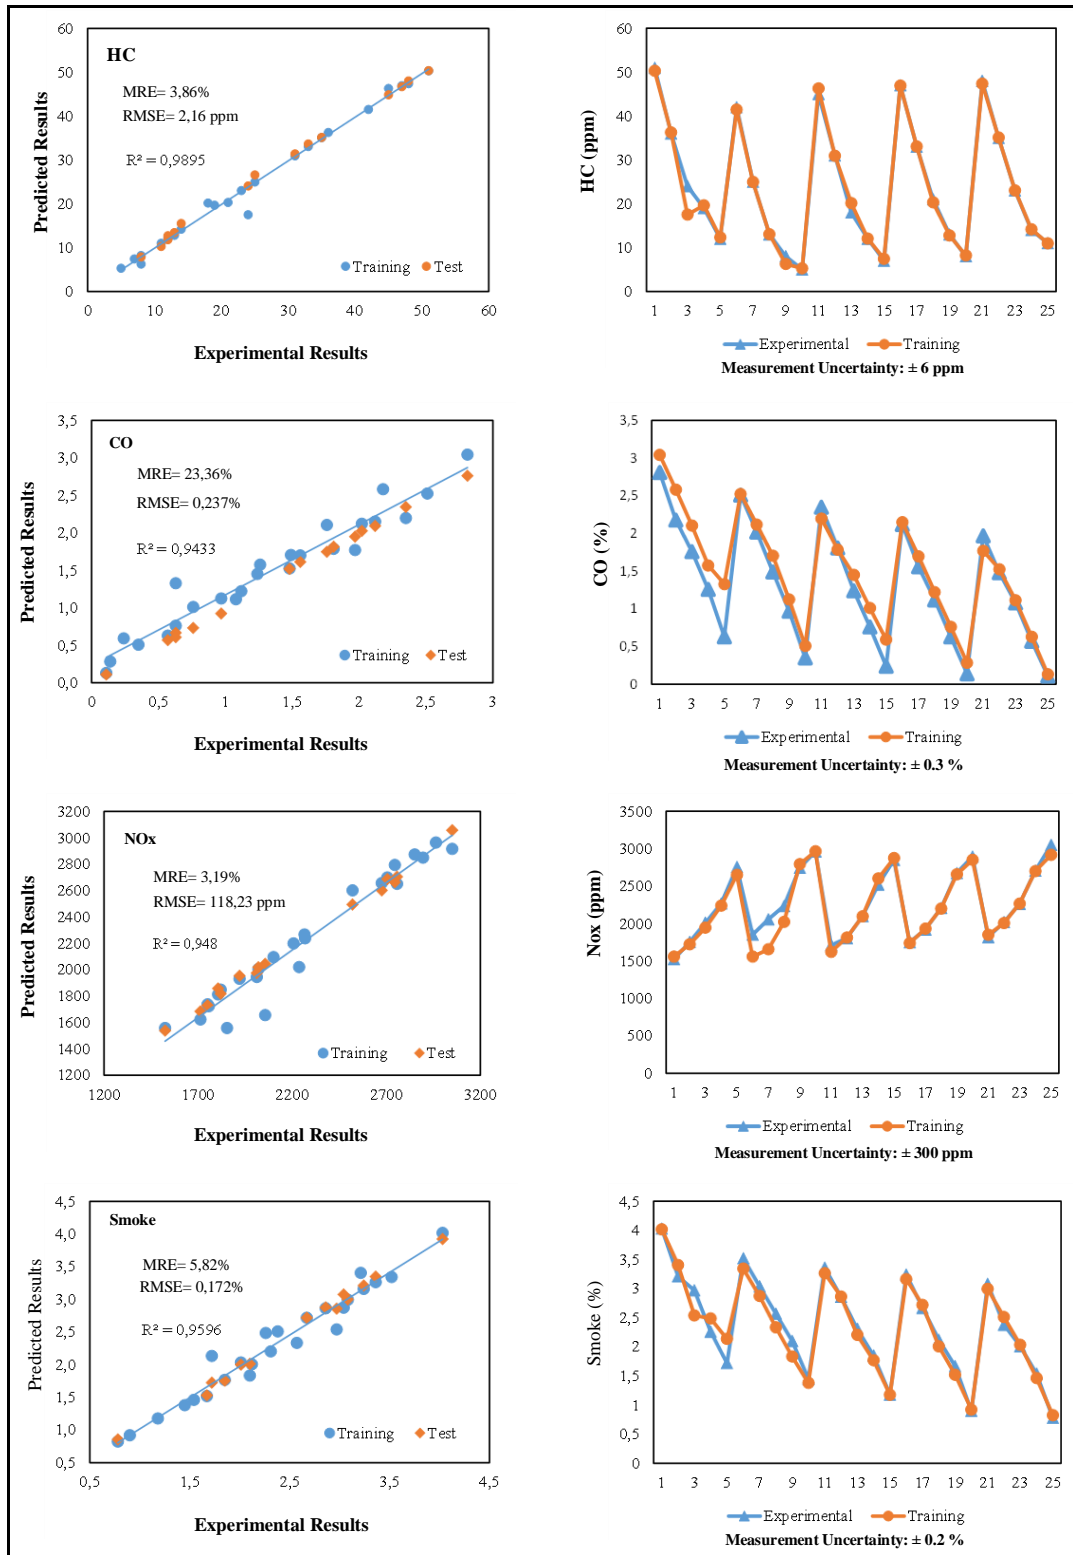 HC
MRE= 3,86%
RMSE= 2,16 ppm
R² = 0,9895
Predicted Results
60
50
40
30
20
10
0
Training Test
0 10 20 30 40 50 60
Experimental Results
HC (ppm)
60
50
40
30
20
10
0
1 3 5 7 9 11 13 15 17 19 21 23 25
Experimental Training
Measurement Uncertainty: ± 6 ppm
CO
MRE= 23,36%
RMSE= 0,237%
R² = 0,9433
Predicted Results
3,5
3,0
2,5
2,0
1,5
1,0
0,5
0,0
Training Test
0 0,5 1 1,5 2 2,5 3
Experimental Results
CO (%)
3,5
3
2,5
2
1,5
1
0,5
0
1 3 5 7 9 11 13 15 17 19 21 23 25
Experimental Training
Measurement Uncertainty: ± 0.3 %
NOx
MRE= 3,19%
RMSE= 118,23 ppm
R² = 0,948
Predicted Results
3200
3000
2800
2600
2400
2200
2000
1800
1600
1400
1200
Training Test
1200 1700 2200 2700 3200
Experimental Results
Nox (ppm)
3500
3000
2500
2000
1500
1000
500
0
1 3 5 7 9 11 13 15 17 19 21 23 25
Experimental Training
Measurement Uncertainty: ± 300 ppm
Smoke
MRE= 5,82%
RMSE= 0,172%
R² = 0,9596
Predicted Results
4,5
4,0
3,5
3,0
2,5
2,0
1,5
1,0
0,5
Training Test
0,5 1,5 2,5 3,5 4,5
Experimental Results
Smoke (%)
4,5
4
3,5
3
2,5
2
1,5
1
0,5
0
1 3 5 7 9 11 13 15 17 19 21 23 25
Experimental Training
Measurement Uncertainty: ± 0.2 %